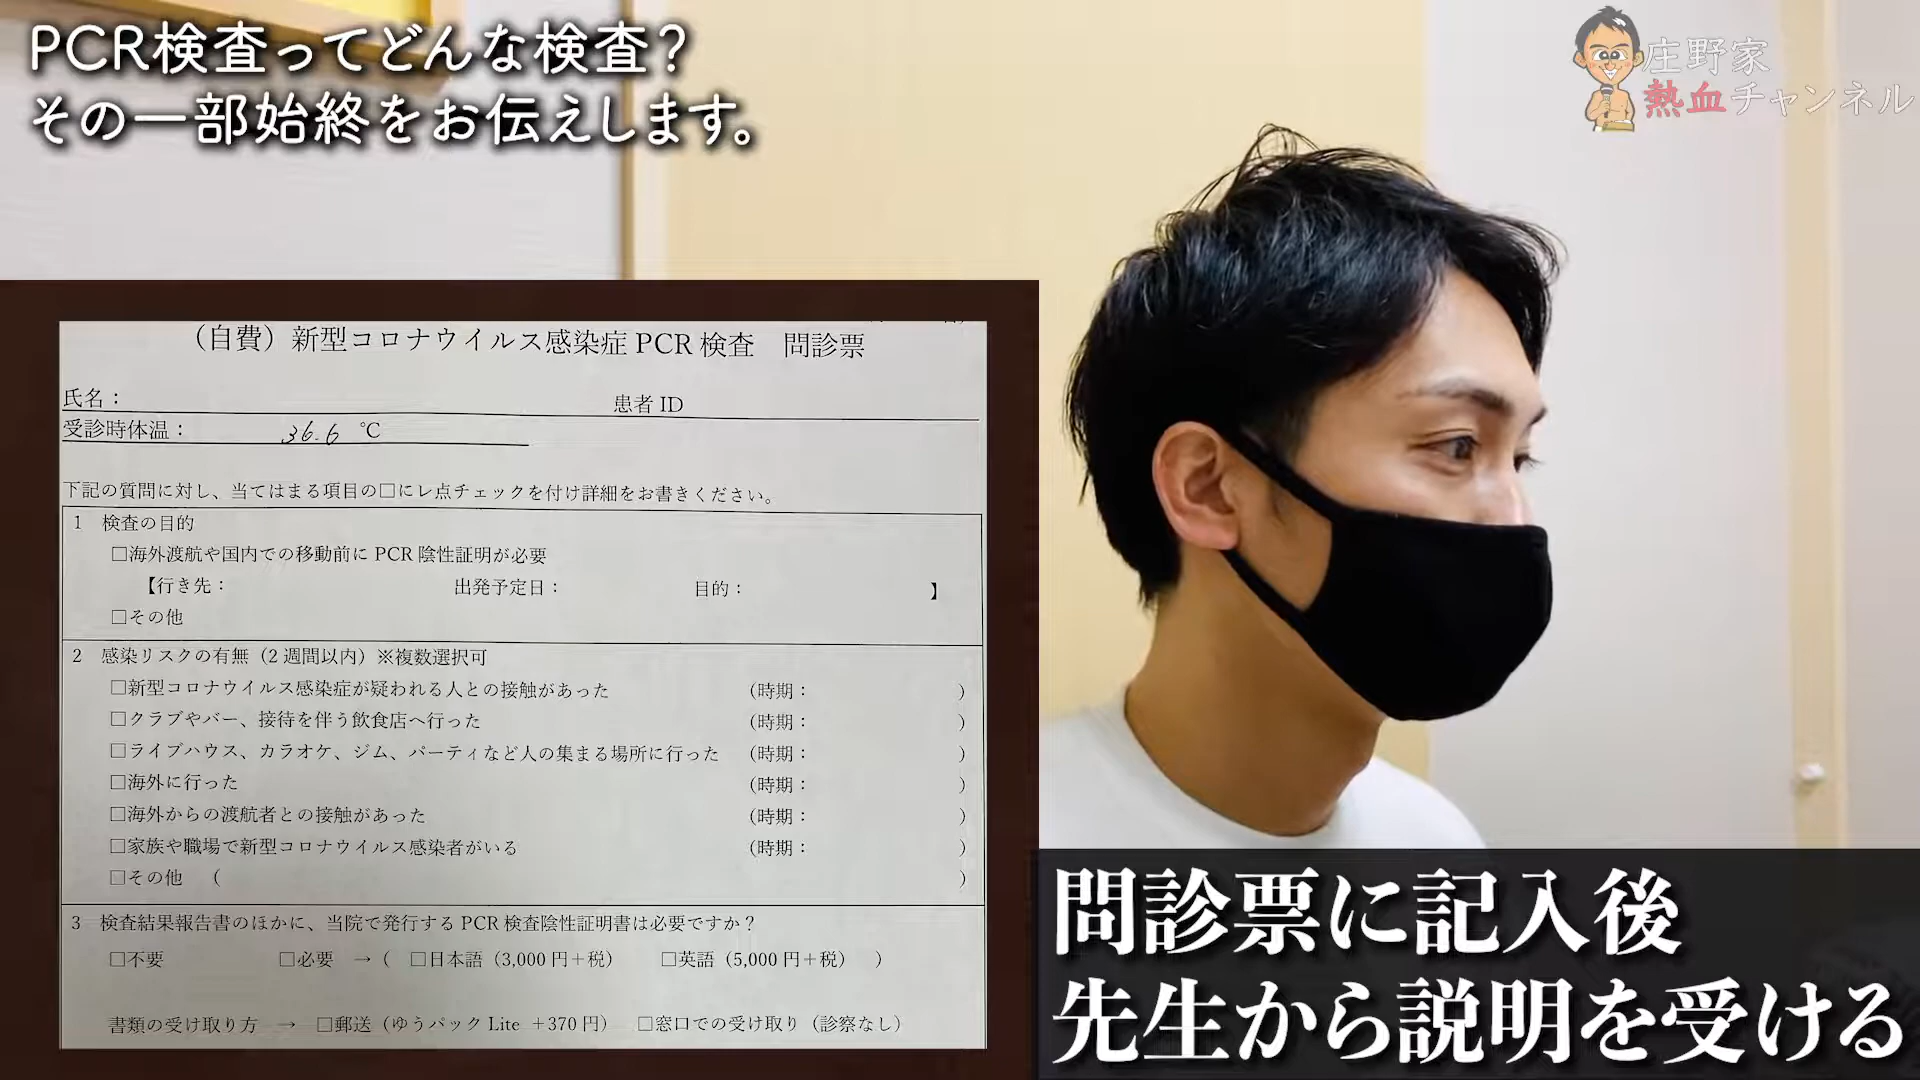 PCR検査ってどんな検査?
その一部始終をお伝えします。
庄野家
熱血チャンネル
（自費）新型コロナウイルス感染症 PCR 検査　問診票
氏名：　患者 ID
受診時体温：　36.6 ℃
下記の質問に対し、当てはまる項目の□にレ点チェックを付け詳細をお書きください。
1　検査の目的
□海外渡航や国内での移動前に PCR 陰性証明が必要
【行き先：　出発予定日：　目的：　】
□その他
2　感染リスクの有無（2 週間以内）※複数選択可
□新型コロナウイルス感染症が疑われる人との接触があった　（時期：　）
□クラブやバー、接待を伴う飲食店へ行った　（時期：　）
□ライブハウス、カラオケ、ジム、パーティなど人の集まる場所に行った　（時期：　）
□海外に行った　（時期：　）
□海外からの渡航者との接触があった　（時期：　）
□家族や職場で新型コロナウイルス感染者がいる　（時期：　）
□その他　（　）
3　検査結果報告書のほかに、当院で発行する PCR 検査陰性証明書は必要ですか？
□不要　□必要　→（　□日本語（3,000 円＋税）　□英語（5,000 円＋税）　）
書類の受け取り方　→　□郵送（ゆうパック Lite　+370 円）　□窓口での受け取り（診察なし）
問診票に記入後
先生から説明を受ける